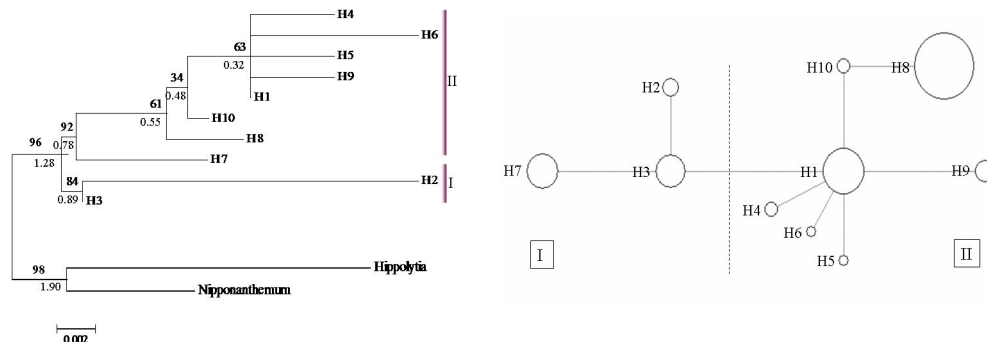 H4
H6
63
0.32
H5
II
34
H9
0.48
H1
61
0.55
H10
92
0.78
H8
96
1.28
H7
84
H2
I
0.89
H3
98
Hippolytia
1.90
Nipponanthemum
0.002
H10
H8
H2
H7
H3
H1
H9
H4
H6
I
H5
II